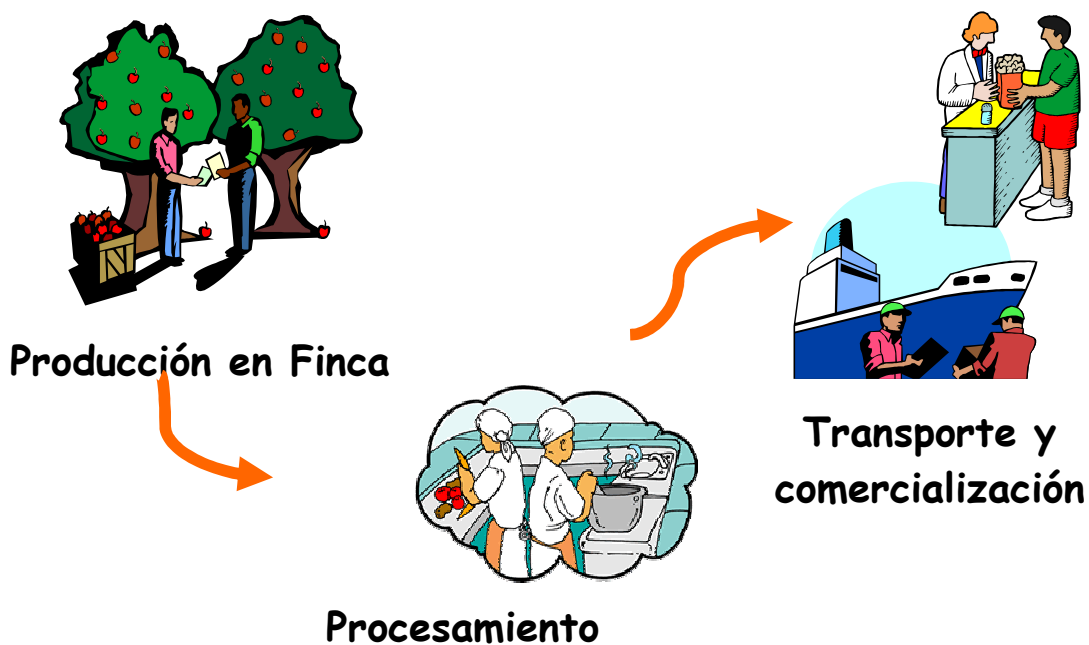 Producción en Finca
Transporte y
comercialización
Procesamiento